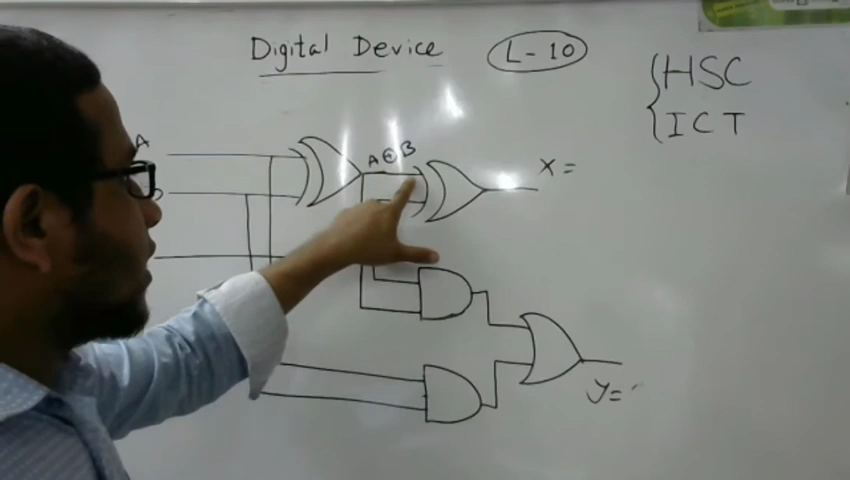 Digital Device
L-10
HSC
ICT
A
A⊕B
X =
Y =